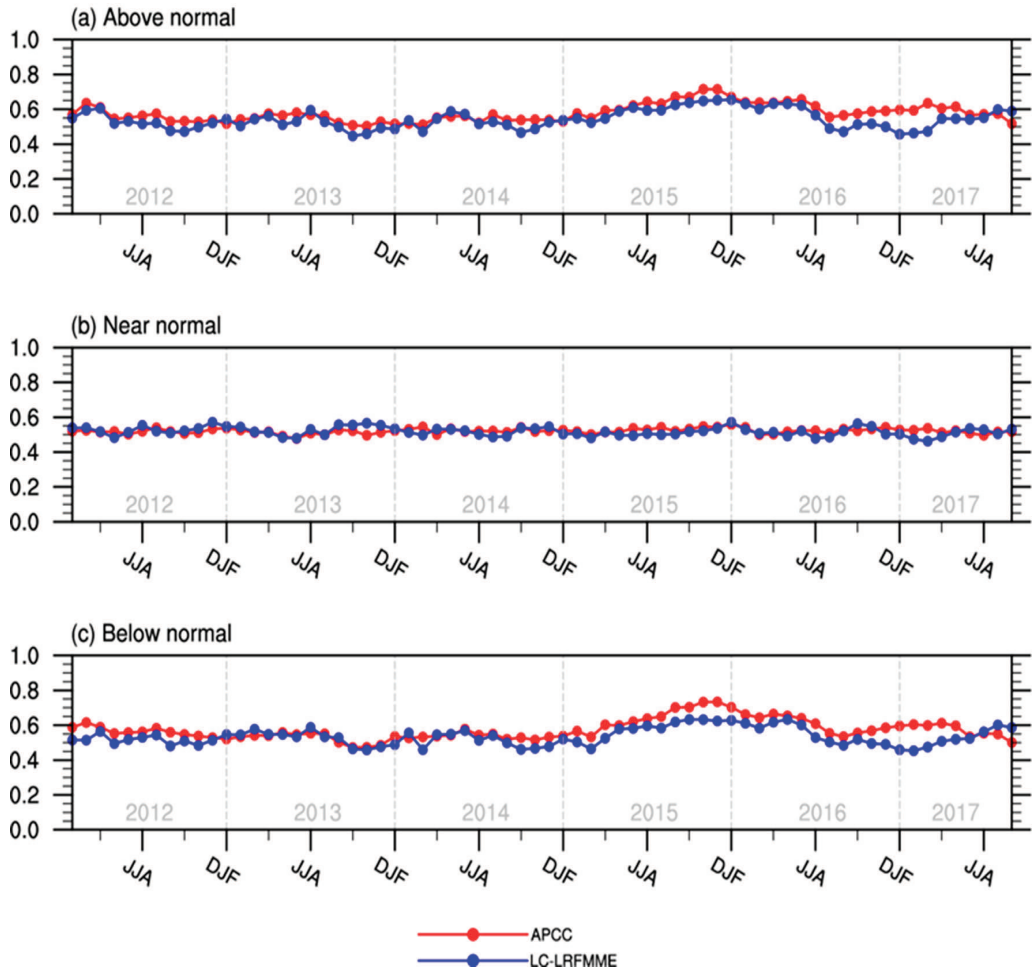 (a) Above normal
1.0
0.8
0.6
0.4
0.2
0.0
2012 2013 2014 2015 2016 2017
JJA DJF JJA DJF JJA DJF JJA DJF JJA DJF JJA
(b) Near normal
1.0
0.8
0.6
0.4
0.2
0.0
2012 2013 2014 2015 2016 2017
JJA DJF JJA DJF JJA DJF JJA DJF JJA DJF JJA
(c) Below normal
1.0
0.8
0.6
0.4
0.2
0.0
2012 2013 2014 2015 2016 2017
JJA DJF JJA DJF JJA DJF JJA DJF JJA DJF JJA
APCC
LC-LRFMME